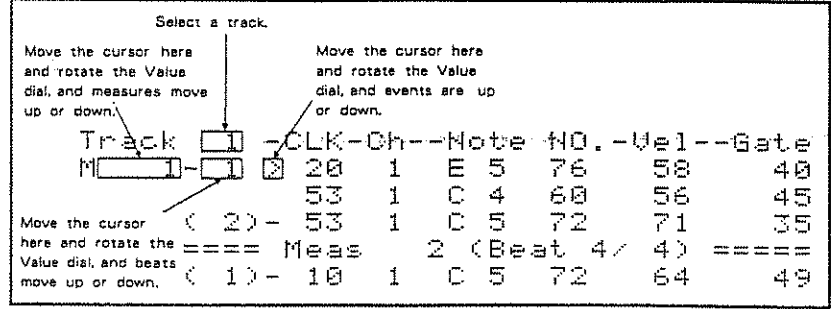 Select a track.
Move the cursor here
and rotate the Value
dial, and measures move
up or down.
Move the cursor here
and rotate the Value
dial, and events are up
or down.
Track 1 -CLK-Ch--Note NO.-Vel--Gate
M 1- 1 > 20 1 E 5 76 58 40
53 1 C 4 60 56 45
( 2)- 53 1 C 5 72 71 35
==== Meas 2 (Beat 4/ 4) =====
( 1)- 10 1 C 5 72 64 49
Move the cursor
here and rotate the
Value dial, and beats
move up or down.